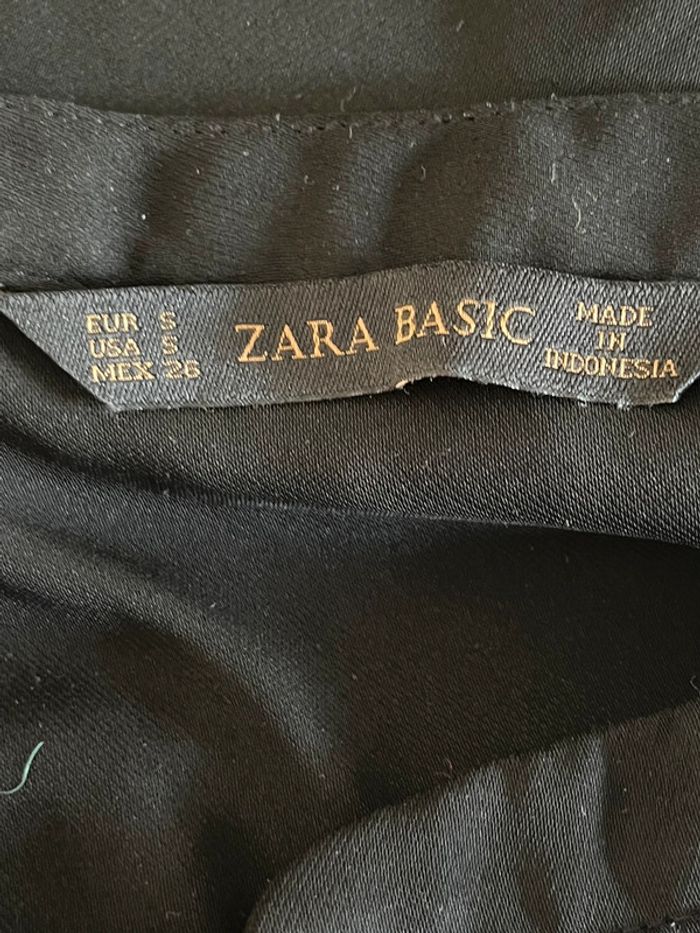 EUR S
USA S
MEX 26
ZARA BASIC
MADE
IN
INDONESIA